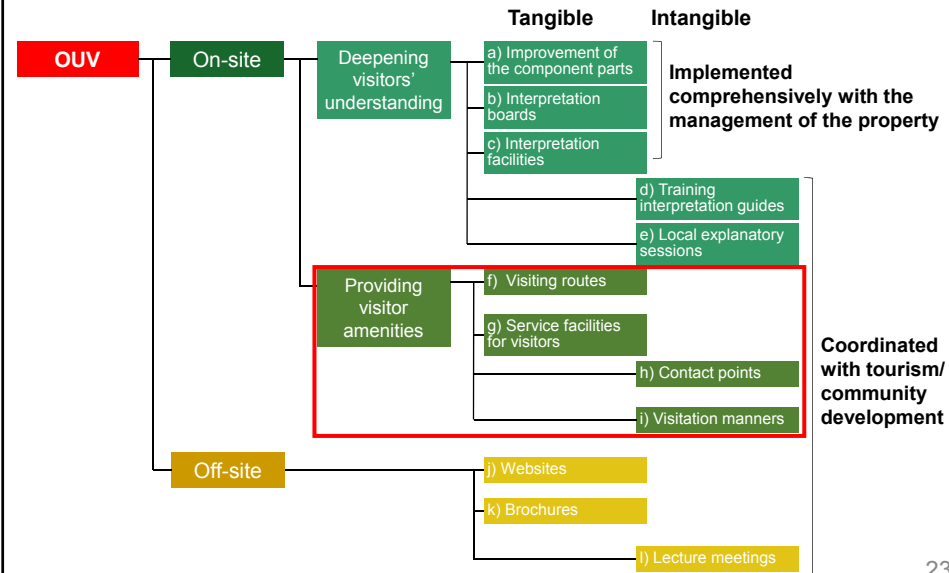 Tangible
Intangible
OUV
On-site
Deepening
visitors'
understanding
a) Improvement of
the component parts
b) Interpretation
boards
c) Interpretation
facilities
Implemented
comprehensively with the
management of the property
d) Training
interpretation guides
e) Local explanatory
sessions
Providing
visitor
amenities
f) Visiting routes
g) Service facilities
for visitors
h) Contact points
i) Visitation manners
Coordinated
with tourism/
community
development
Off-site
j) Websites
k) Brochures
l) Lecture meetings
23